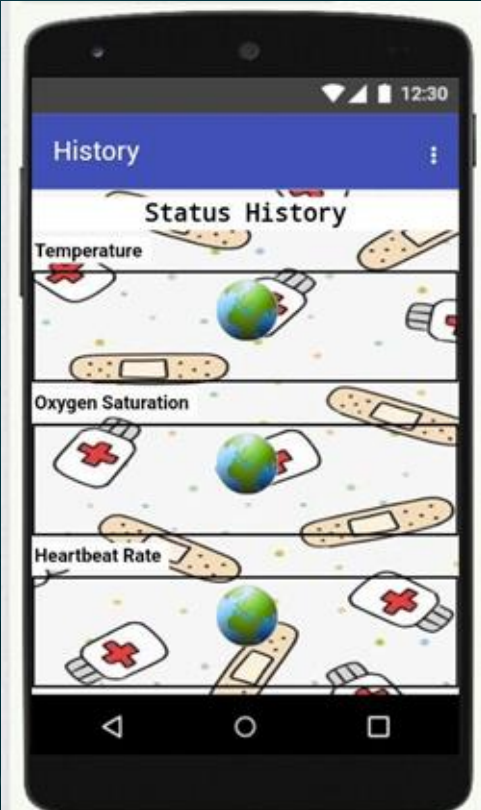 12:30
History
Status History
Temperature
Oxygen Saturation
Heartbeat Rate